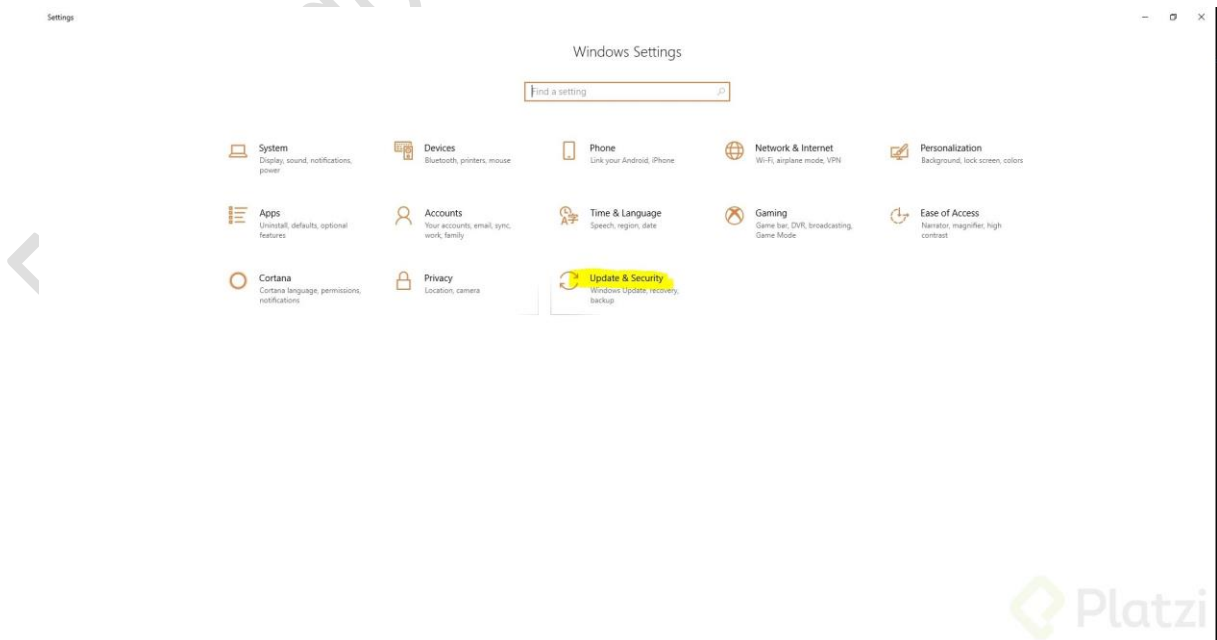 Settings
Windows Settings
Find a setting
System
Display, sound, notifications,
power
Devices
Bluetooth, printers, mouse
Phone
Link your Android, iPhone
Network & Internet
Wi-Fi, airplane mode, VPN
Personalization
Background, lock screen, colors
Apps
Uninstall, defaults, optional
features
Accounts
Your accounts, email, sync,
work, family
Time & Language
Speech, region, date
Gaming
Game bar, DVR, broadcasting,
Game Mode
Ease of Access
Narrator, magnifier, high
contrast
Cortana
Cortana language, permissions,
notifications
Privacy
Location, camera
Update & Security
Windows Update, recovery,
backup
Platzi